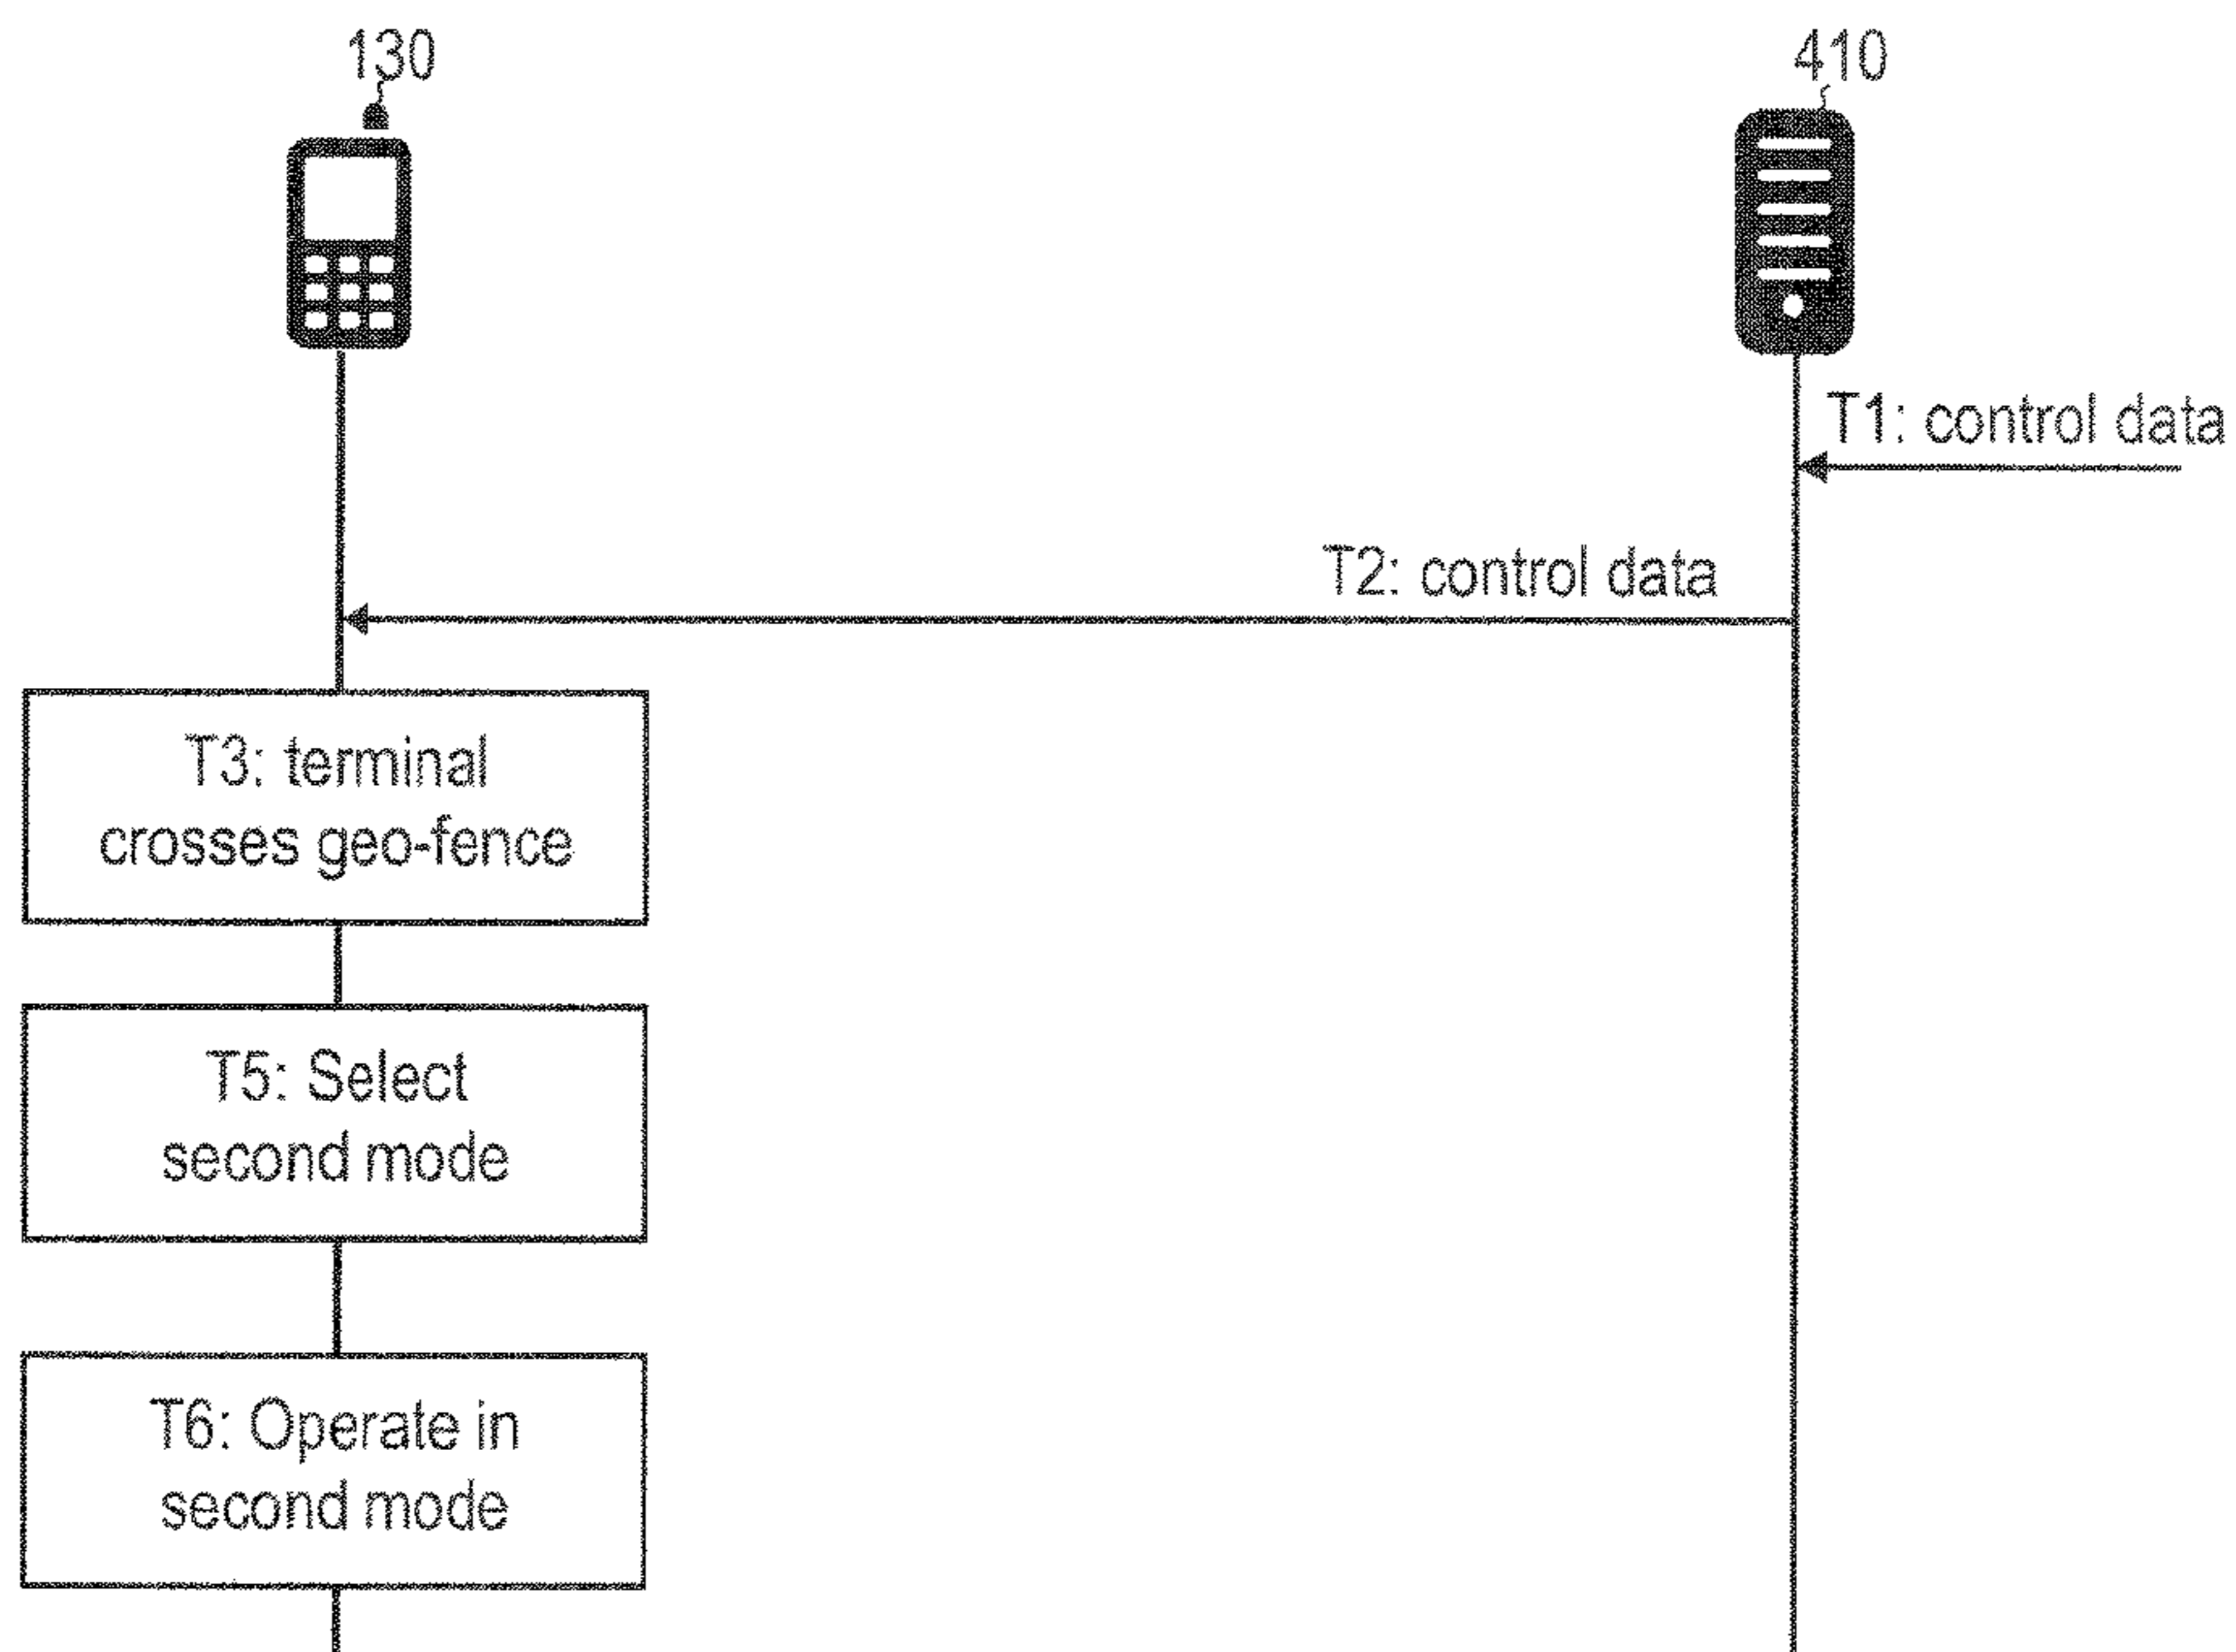 130
410
T1: control data
T2: control data
T3: terminal
crosses geo-fence
T5: Select
second mode
T6: Operate in
second mode